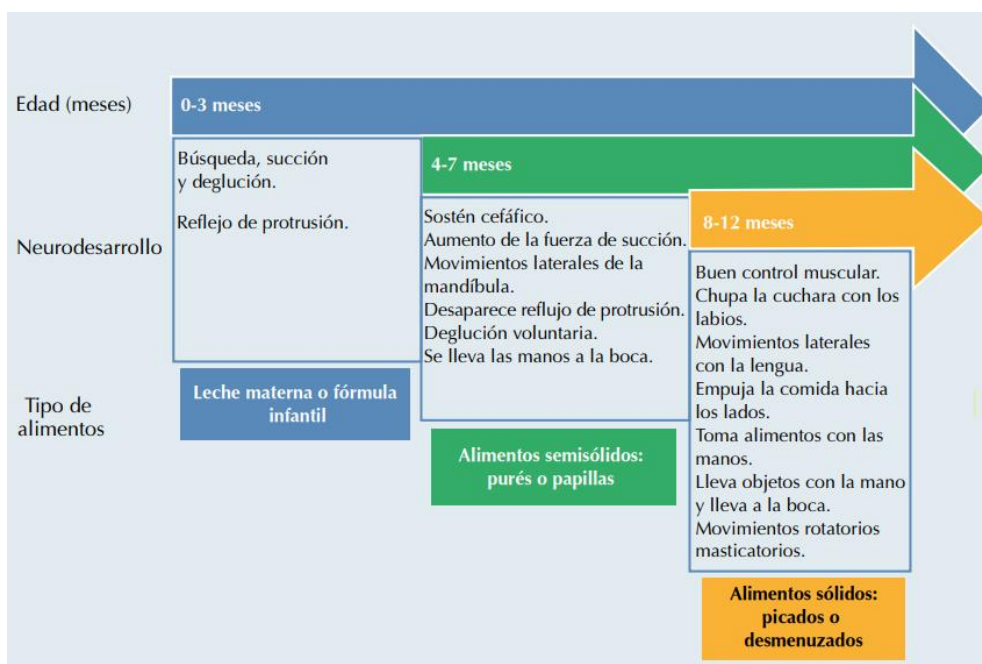 Edad (meses)
0-3 meses
Búsqueda, succión
y deglución.
Reflejo de protrusión.
4-7 meses
Neurodesarrollo
Sostén cefáfico.
Aumento de la fuerza de succión.
Movimientos laterales de la
mandíbula.
Desaparece reflujo de protrusión.
Deglución voluntaria.
Se lleva las manos a la boca.
8-12 meses
Buen control muscular.
Chupa la cuchara con los
labios.
Movimientos laterales
con la lengua.
Empuja la comida hacia
los lados.
Toma alimentos con las
manos.
Lleva objetos con la mano
y lleva a la boca.
Movimientos rotatorios
masticatorios.
Tipo de
alimentos
Leche materna o fórmula
infantil
Alimentos semisólidos:
purés o papillas
Alimentos sólidos:
picados o
desmenuzados